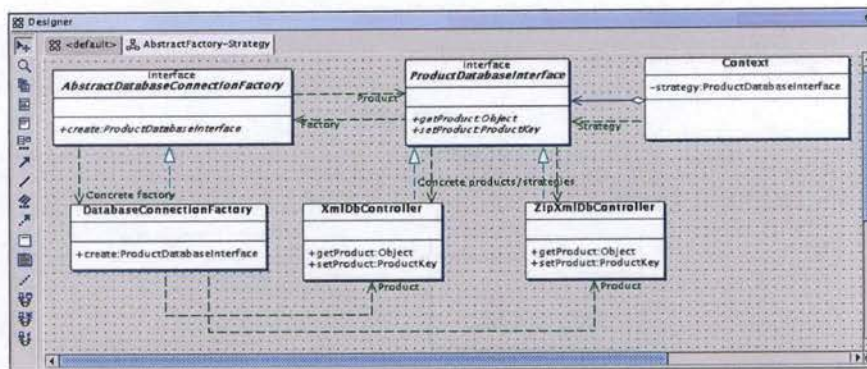 Designer
<default> AbstractFactory-Strategy
Interface
AbstractDatabaseConnectionFactory
+create:ProductDatabaseInterface
Product
Factory
Interface
ProductDatabaseInterface
+getProduct:Object
+setProduct:ProductKey
Context
-strategy:ProductDatabaseInterface
Strategy
Concrete factory
Concrete products/strategies
DatabaseConnectionFactory
+create:ProductDatabaseInterface
XmlDbController
+getProduct:Object
+setProduct:ProductKey
ZipXmlDbController
+getProduct:Object
+setProduct:ProductKey
Product
Product